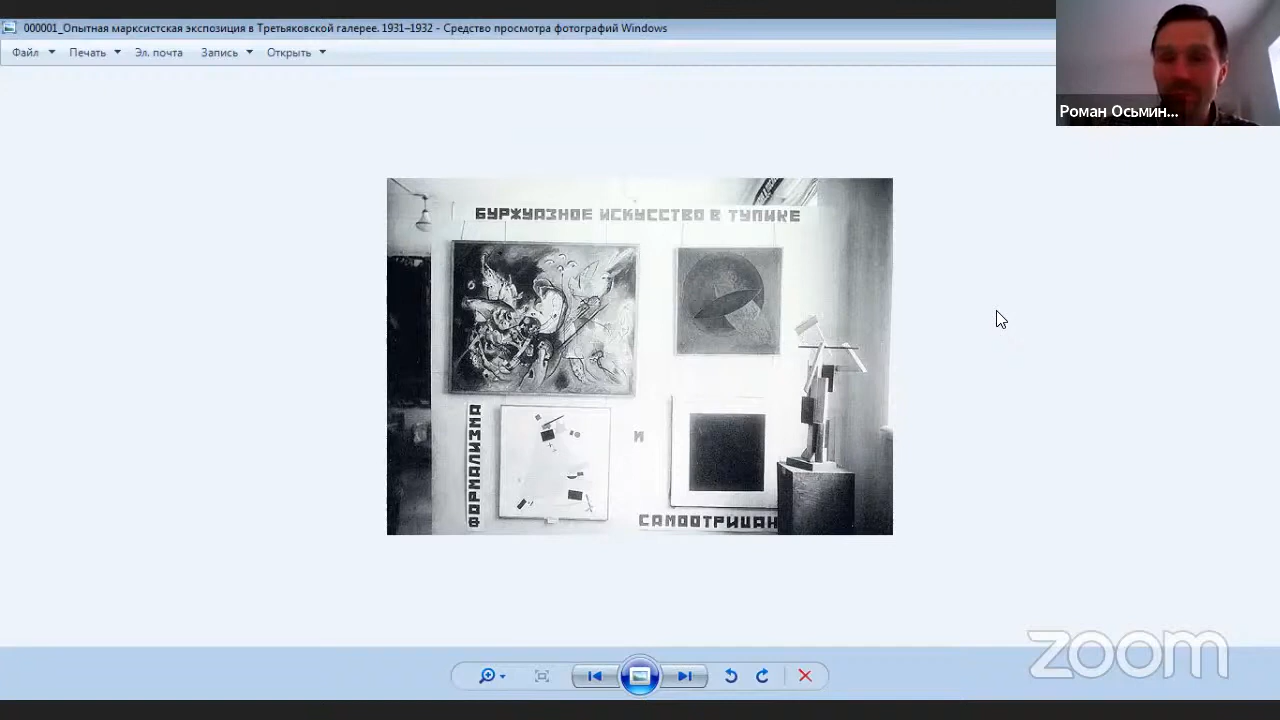 000001_Опытная марксистская экспозиция в Третьяковской галерее. 1931–1932 - Средство просмотра фотографий Windows
Файл Печать Эл. почта Запись Открыть
Роман Осьмин...
БУРЖУАЗНОЕ ИСКУССТВО В ТУПИКЕ
ФОРМАЛИЗМА
И
САМООТРИЦАН
zoom